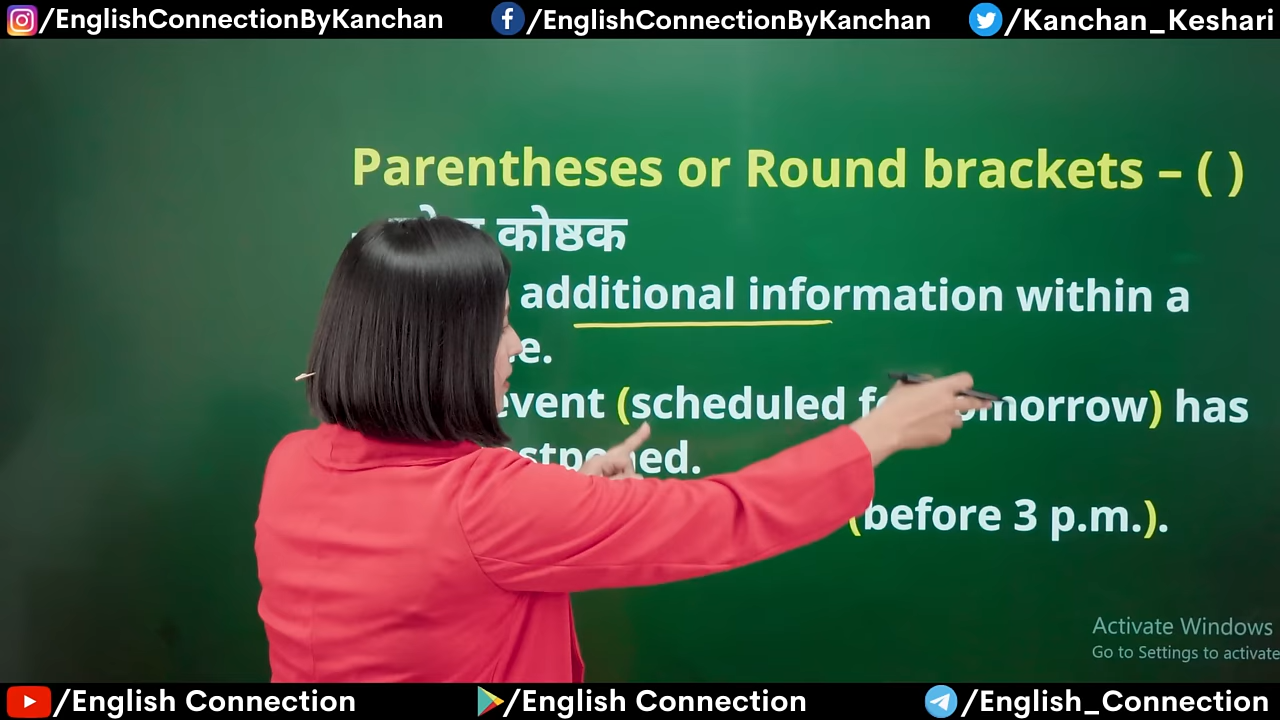 /EnglishConnectionByKanchan /EnglishConnectionByKanchan /Kanchan_Keshari
Parentheses or Round brackets – ( )
कोष्ठक
additional information within a
event (scheduled tomorrow) has
(before 3 p.m.).
Activate Windows
Go to Settings to activate
/English Connection /English Connection /English_Connection